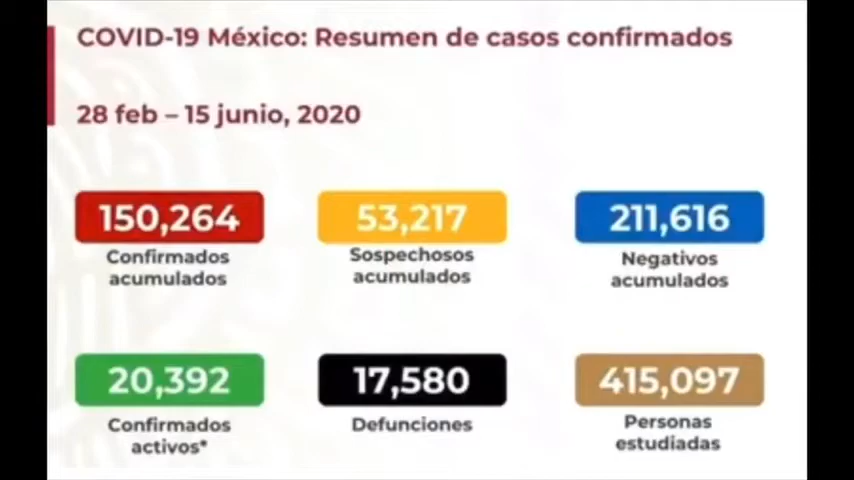 COVID-19 México: Resumen de casos confirmados
28 feb – 15 junio, 2020
150,264
Confirmados
acumulados
53,217
Sospechosos
acumulados
211,616
Negativos
acumulados
20,392
Confirmados
activos*
17,580
Defunciones
415,097
Personas
estudiadas